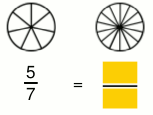 5/7 =